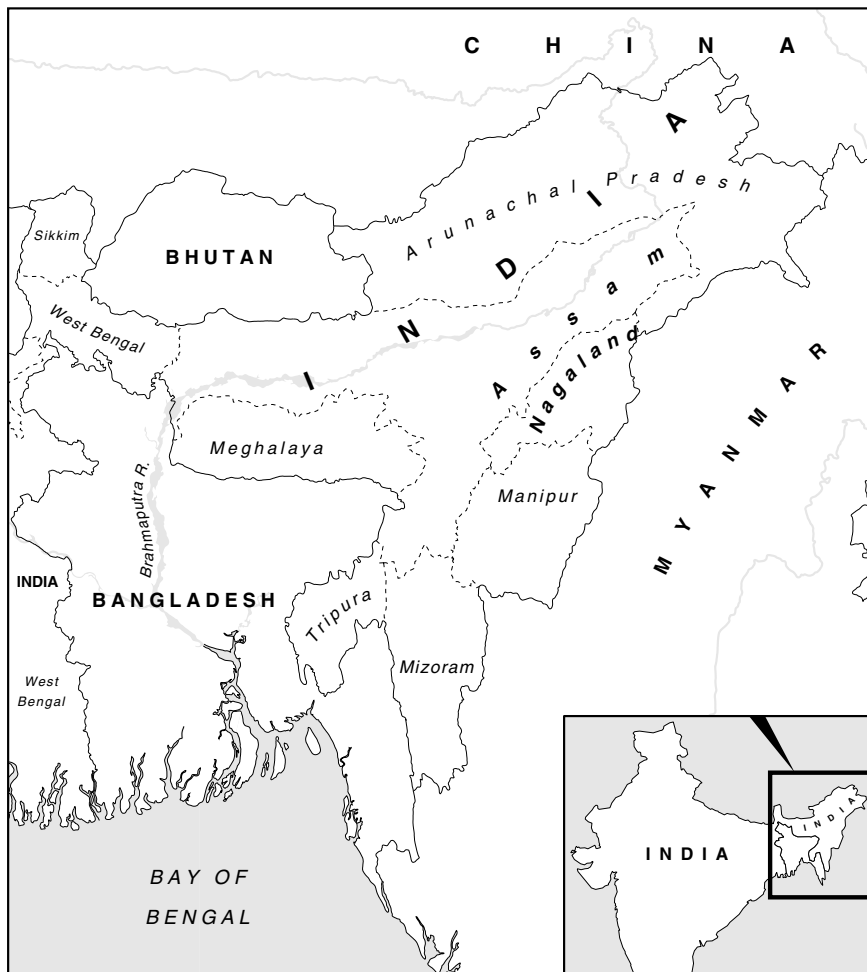 C H I N A
I N D I A
Arunachal Pradesh
Sikkim
BHUTAN
West Bengal
Assam
Nagaland
Meghalaya
Manipur
MYANMAR
Brahmaputra R.
INDIA
BANGLADESH
Tripura
Mizoram
West
Bengal
BAY OF
BENGAL
INDIA
INDIA